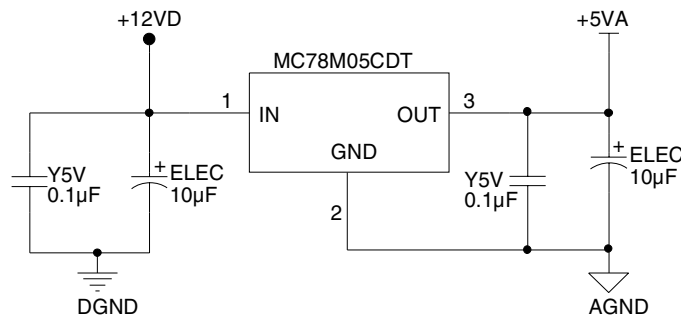 +12VD
+5VA
MC78M05CDT
1
IN
OUT
3
GND
2
+
Y5V
0.1µF
ELEC
10µF
Y5V
0.1µF
+
ELEC
10µF
DGND
AGND